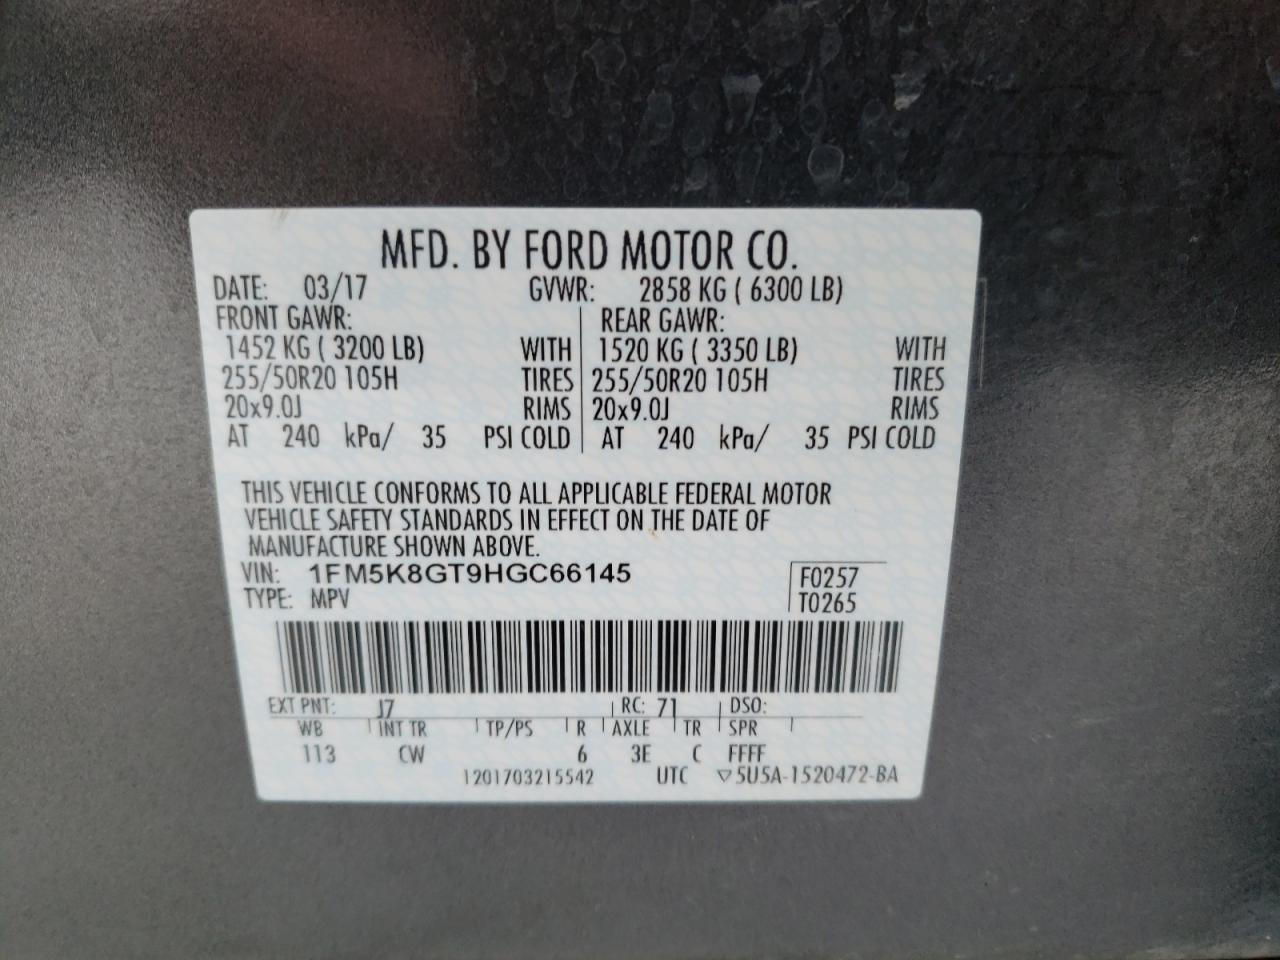 MFD. BY FORD MOTOR CO.
DATE: 03/17 GVWR: 2858 KG ( 6300 LB)
FRONT GAWR: REAR GAWR:
1452 KG ( 3200 LB) WITH 1520 KG ( 3350 LB) WITH
255/50R20 105H TIRES 255/50R20 105H TIRES
20x9.0J RIMS 20x9.0J RIMS
AT 240 kPa/ 35 PSI COLD AT 240 kPa/ 35 PSI COLD
THIS VEHICLE CONFORMS TO ALL APPLICABLE FEDERAL MOTOR
VEHICLE SAFETY STANDARDS IN EFFECT ON THE DATE OF
MANUFACTURE SHOWN ABOVE.
VIN: 1FM5K8GT9HGC66145 F0257
TYPE: MPV T0265
EXT PNT: J7 RC: 71 DSO:
WB INT TR TP/PS R AXLE TR SPR
113 CW 6 3E C FFFF
1201703215542 UTC ▽5U5A-1520472-BA